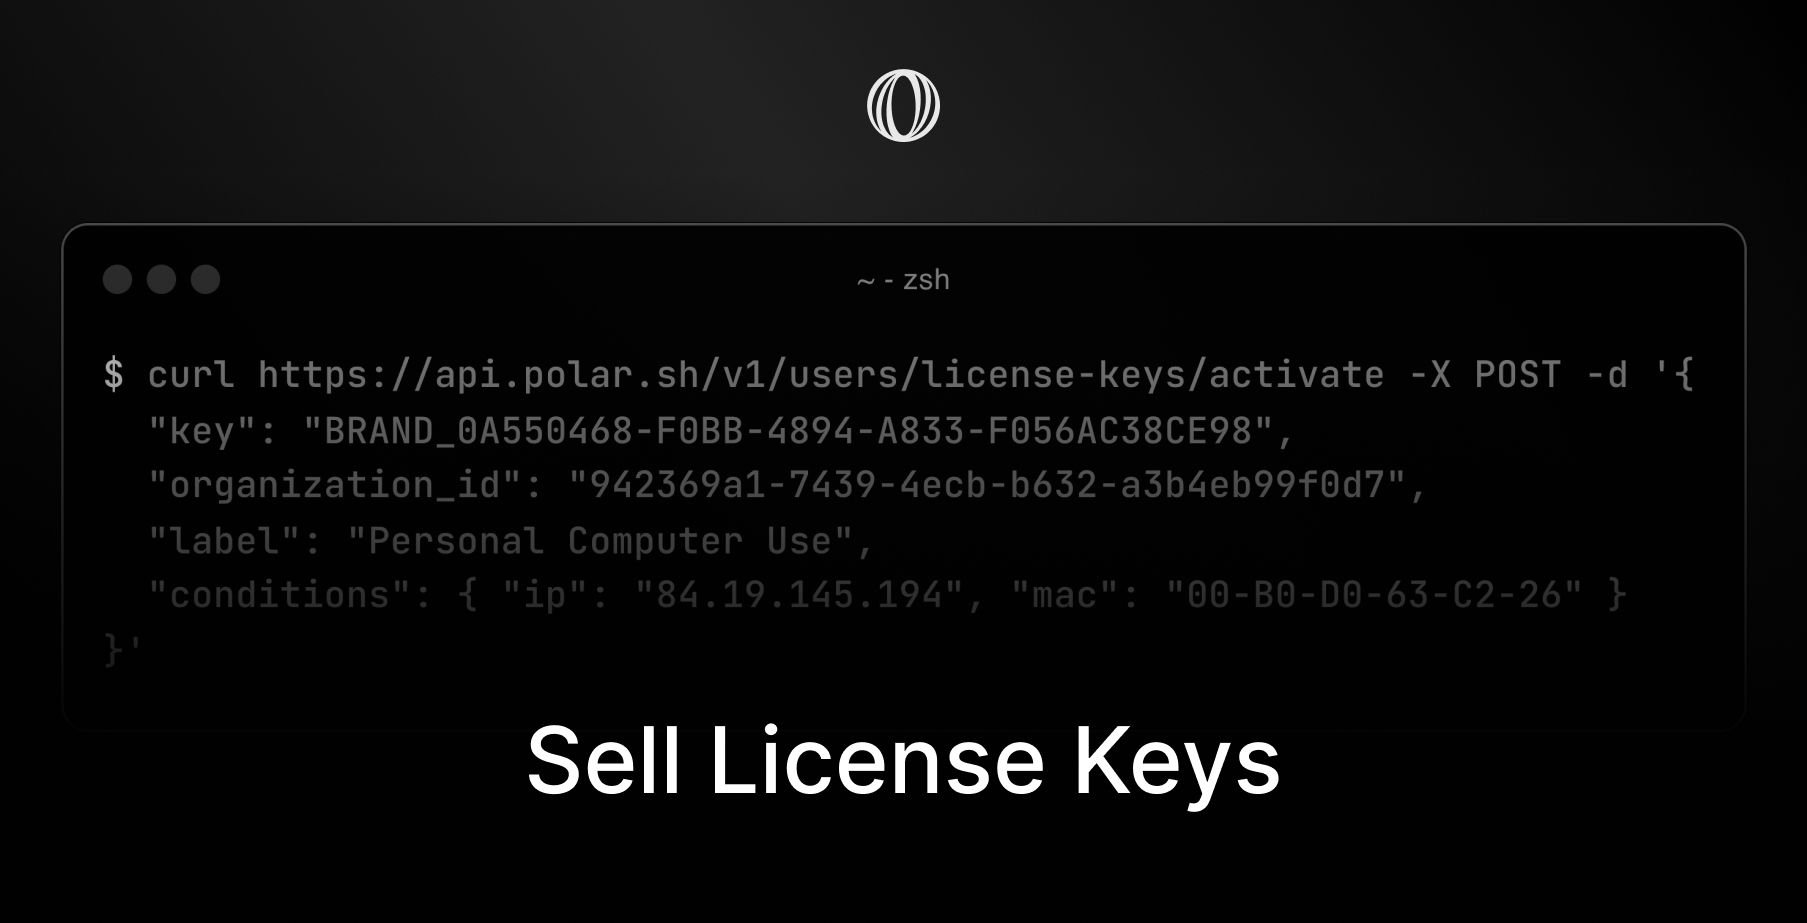 ~ - zsh
$ curl https://api.polar.sh/v1/users/license-keys/activate -X POST -d '{
"key": "BRAND_0A550468-F0BB-4894-A833-F056AC38CE98",
"organization_id": "942369a1-7439-4ecb-b632-a3b4eb99f0d7",
"label": "Personal Computer Use",
"conditions": { "ip": "84.19.145.194", "mac": "00-B0-D0-63-C2-26" }
}'
Sell License Keys